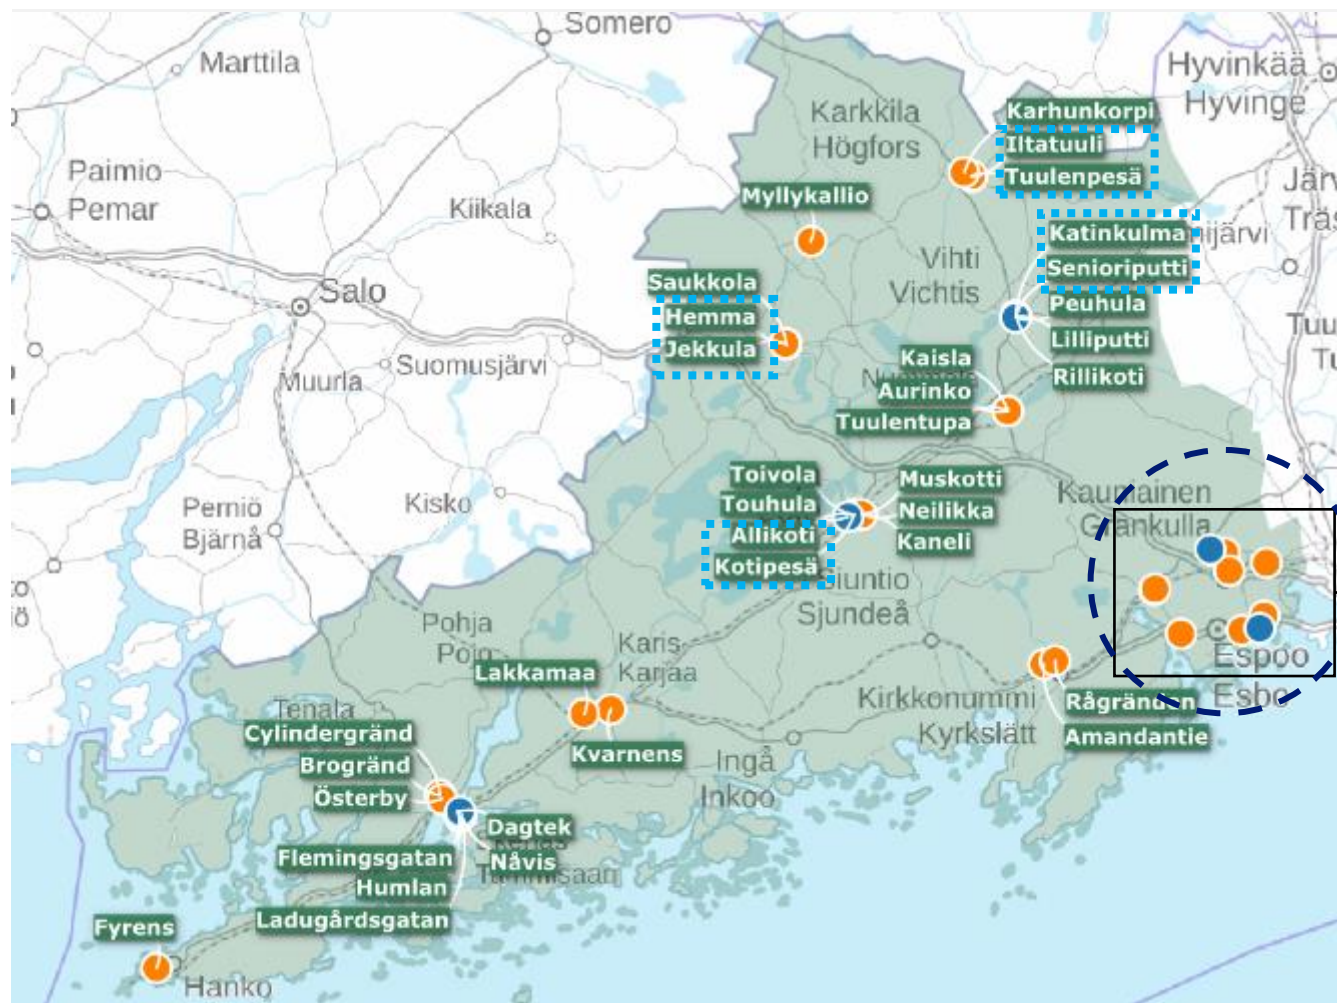 Somero
Marttila
Hyvinkää
Hyvinge
Karkkila
Högfors
Karhunkorpi
Iltatuuli
Tuulenpesä
Paimio
Pemar
Kiikala
Myllykallio
Katinkulma
Senioriputti
Vihti
Vichtis
Salo
Saukkola
Hemma
Jekkula
Peuhula
Lilliputti
Rillikoti
Suomusjärvi
Muurla
Kaisla
Aurinko
Tuulentupa
Toivola
Touhula
Allikoti
Kotipesä
Muskotti
Neilikka
Kaneli
Kisko
Perniö
Bjärnå
Kauniainen
Grankulla
Siuntio
Sjundeå
Pohja
Pojo
Karis
Karjaa
Lakkamaa
Kvarnens
Espoo
Esbo
Kirkkonummi
Kyrkslätt
Rågränden
Amandantie
Tenala
Cylindergränd
Brogränd
Österby
Ingå
Inkoo
Dagtek
Nåvis
Flemingsgatan
Humlan
Ladugårdsgatan
Fyrens
Hanko